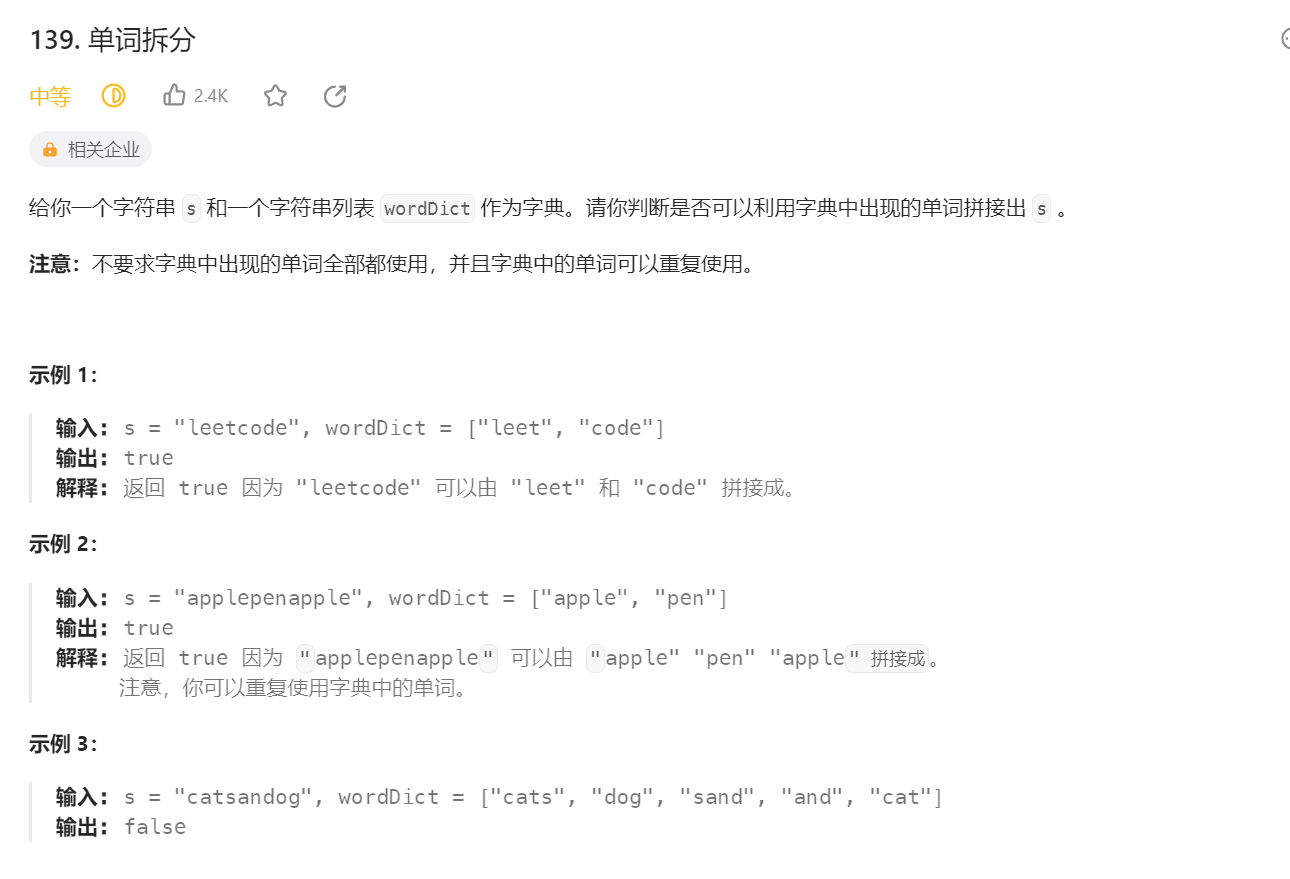 139. 单词拆分
中等 2.4K
相关企业
给你一个字符串 s 和一个字符串列表 wordDict 作为字典。请你判断是否可以利用字典中出现的单词拼接出 s 。
注意：不要求字典中出现的单词全部都使用，并且字典中的单词可以重复使用。
示例 1：
输入: s = "leetcode", wordDict = ["leet", "code"]
输出: true
解释: 返回 true 因为 "leetcode" 可以由 "leet" 和 "code" 拼接成。
示例 2：
输入: s = "applepenapple", wordDict = ["apple", "pen"]
输出: true
解释: 返回 true 因为 "applepenapple" 可以由 "apple" "pen" "apple" 拼接成。
注意，你可以重复使用字典中的单词。
示例 3：
输入: s = "catsandog", wordDict = ["cats", "dog", "sand", "and", "cat"]
输出: false